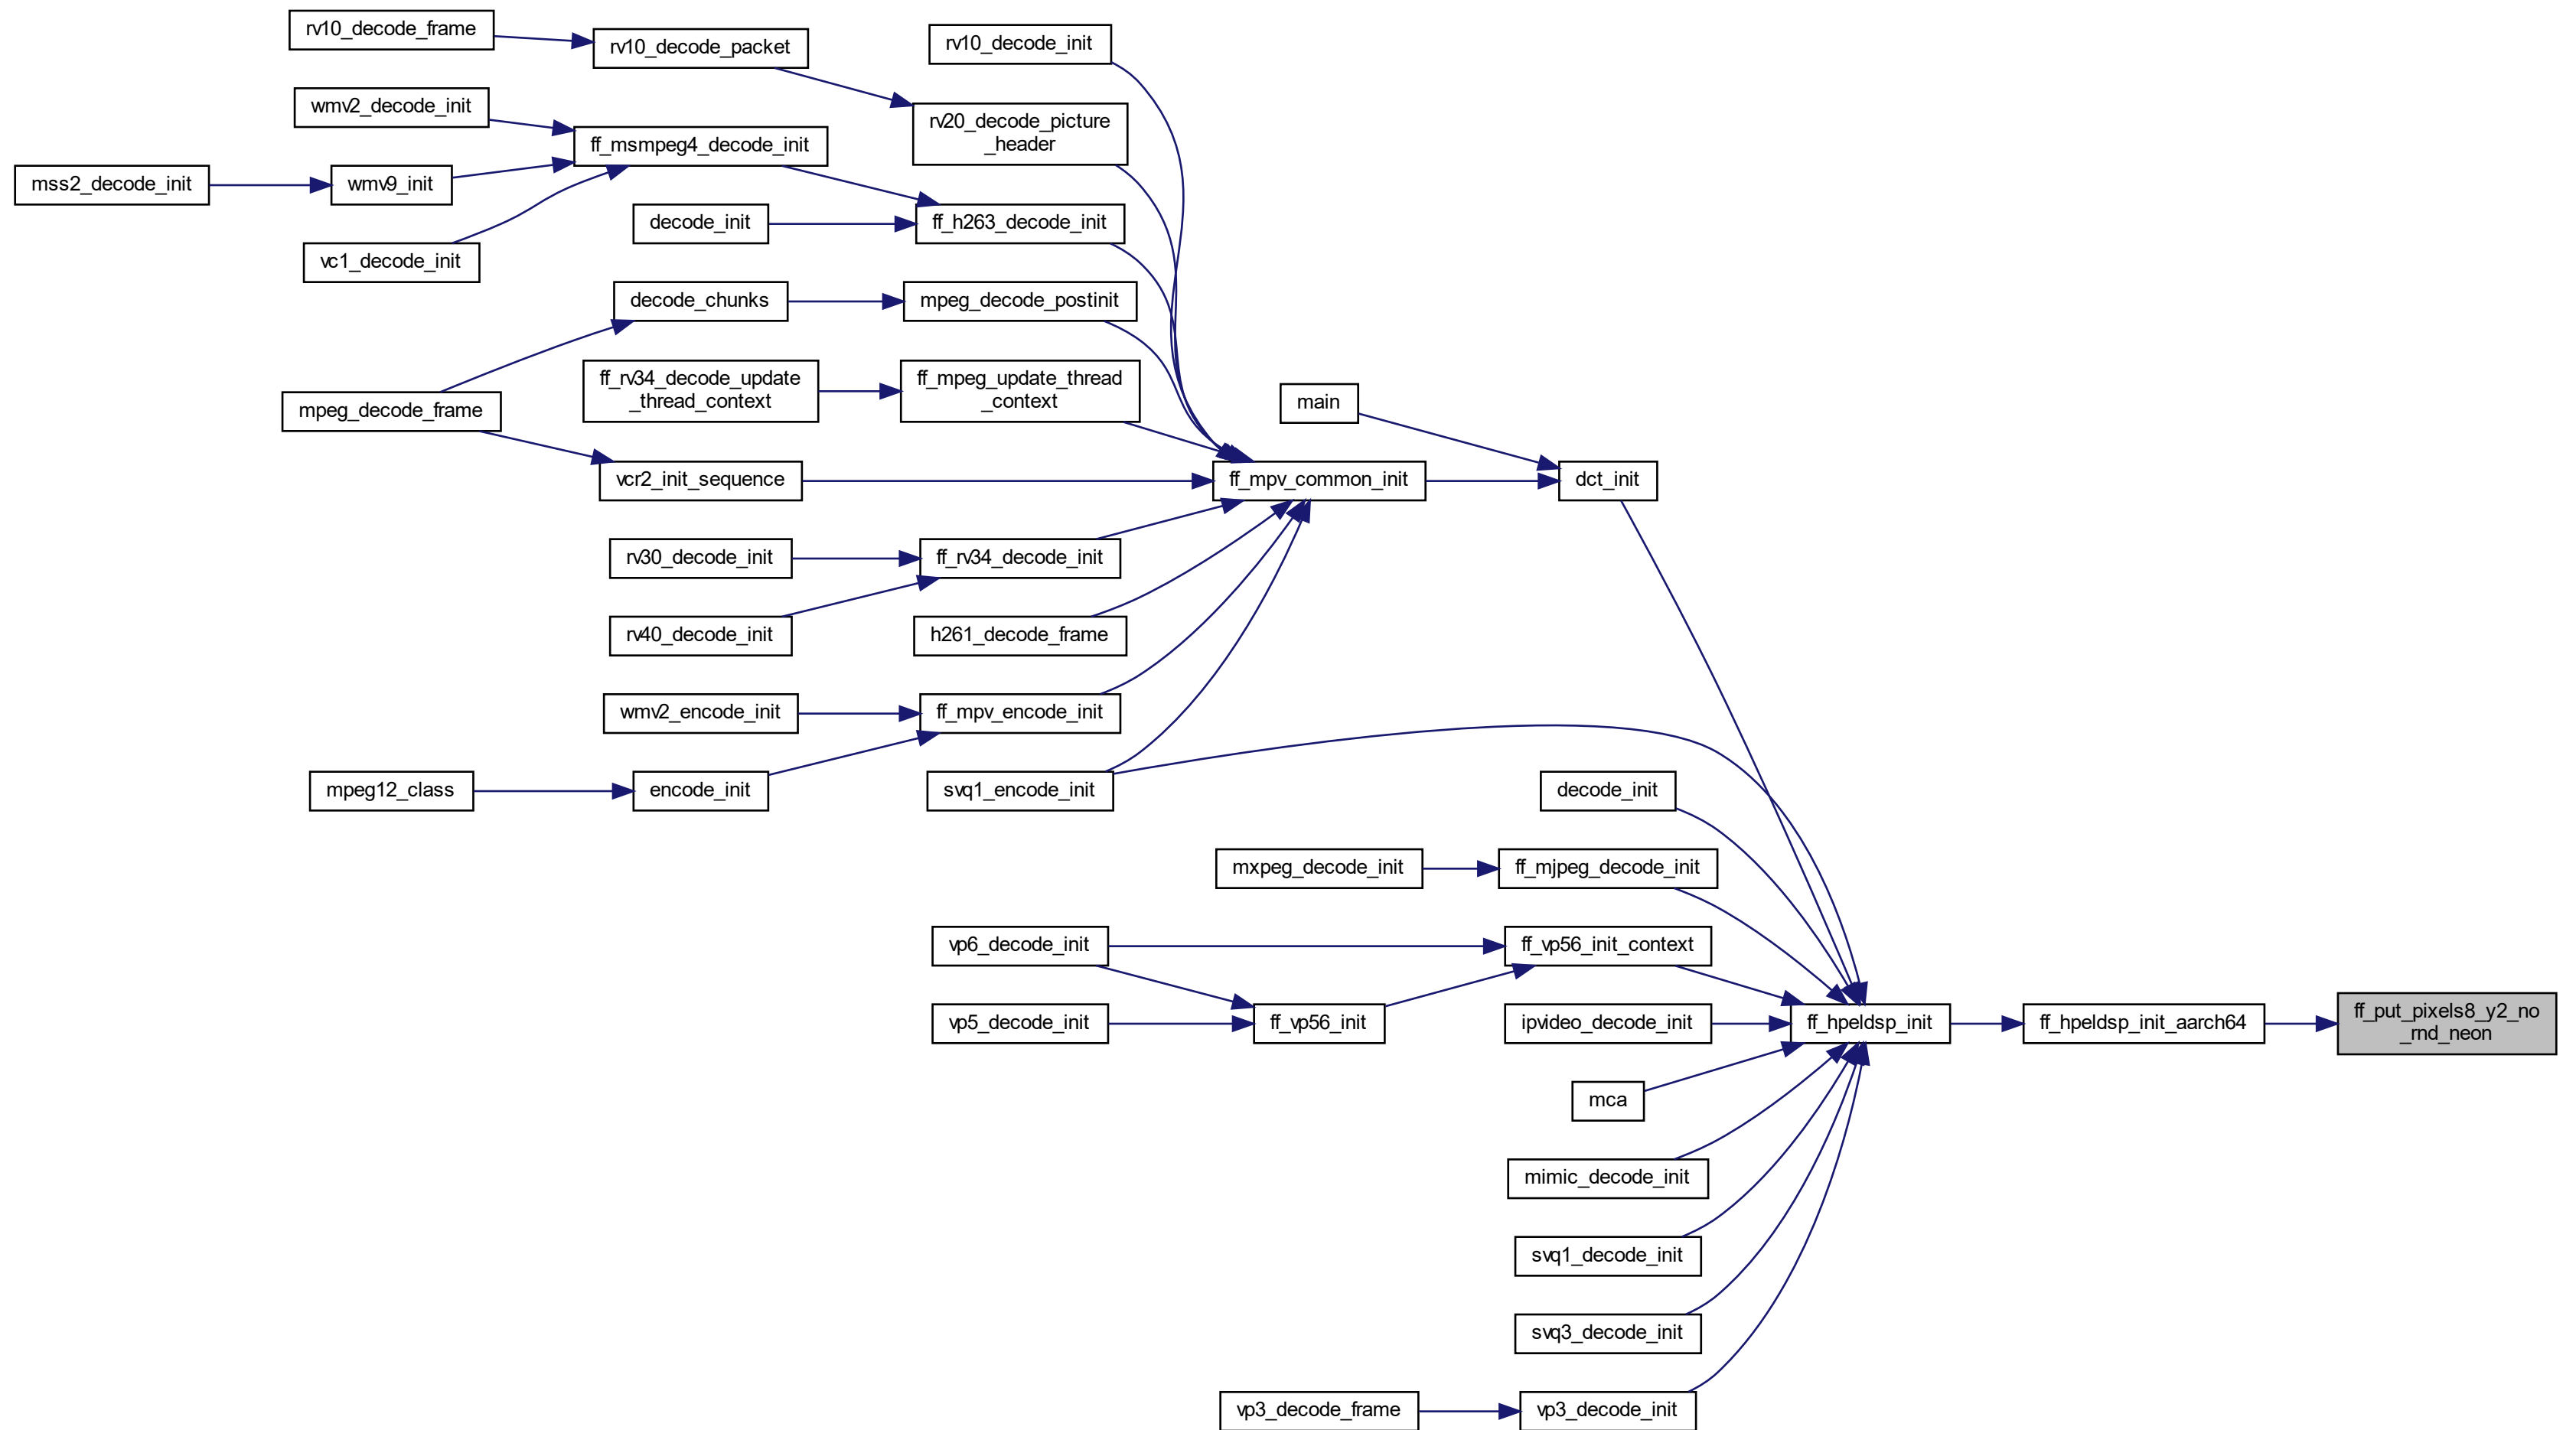 rv10_decode_frame
rv10_decode_packet
rv10_decode_init
wmv2_decode_init
rv20_decode_picture
_header
ff_msmpeg4_decode_init
mss2_decode_init
wmv9_init
decode_init
ff_h263_decode_init
vc1_decode_init
decode_chunks
mpeg_decode_postinit
ff_rv34_decode_update
_thread_context
ff_mpeg_update_thread
_context
mpeg_decode_frame
main
vcr2_init_sequence
ff_mpv_common_init
dct_init
rv30_decode_init
ff_rv34_decode_init
rv40_decode_init
h261_decode_frame
wmv2_encode_init
ff_mpv_encode_init
mpeg12_class
encode_init
svq1_encode_init
decode_init
mxpeg_decode_init
ff_mjpeg_decode_init
vp6_decode_init
ff_vp56_init_context
vp5_decode_init
ff_vp56_init
ipvideo_decode_init
ff_hpeldsp_init
ff_hpeldsp_init_aarch64
ff_put_pixels8_y2_no
_rnd_neon
mca
mimic_decode_init
svq1_decode_init
svq3_decode_init
vp3_decode_frame
vp3_decode_init